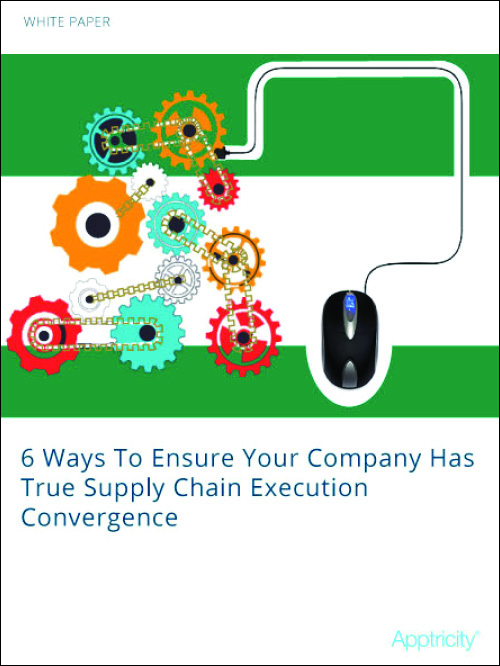 WHITE PAPER
6 Ways To Ensure Your Company Has
True Supply Chain Execution
Convergence
Apptricity